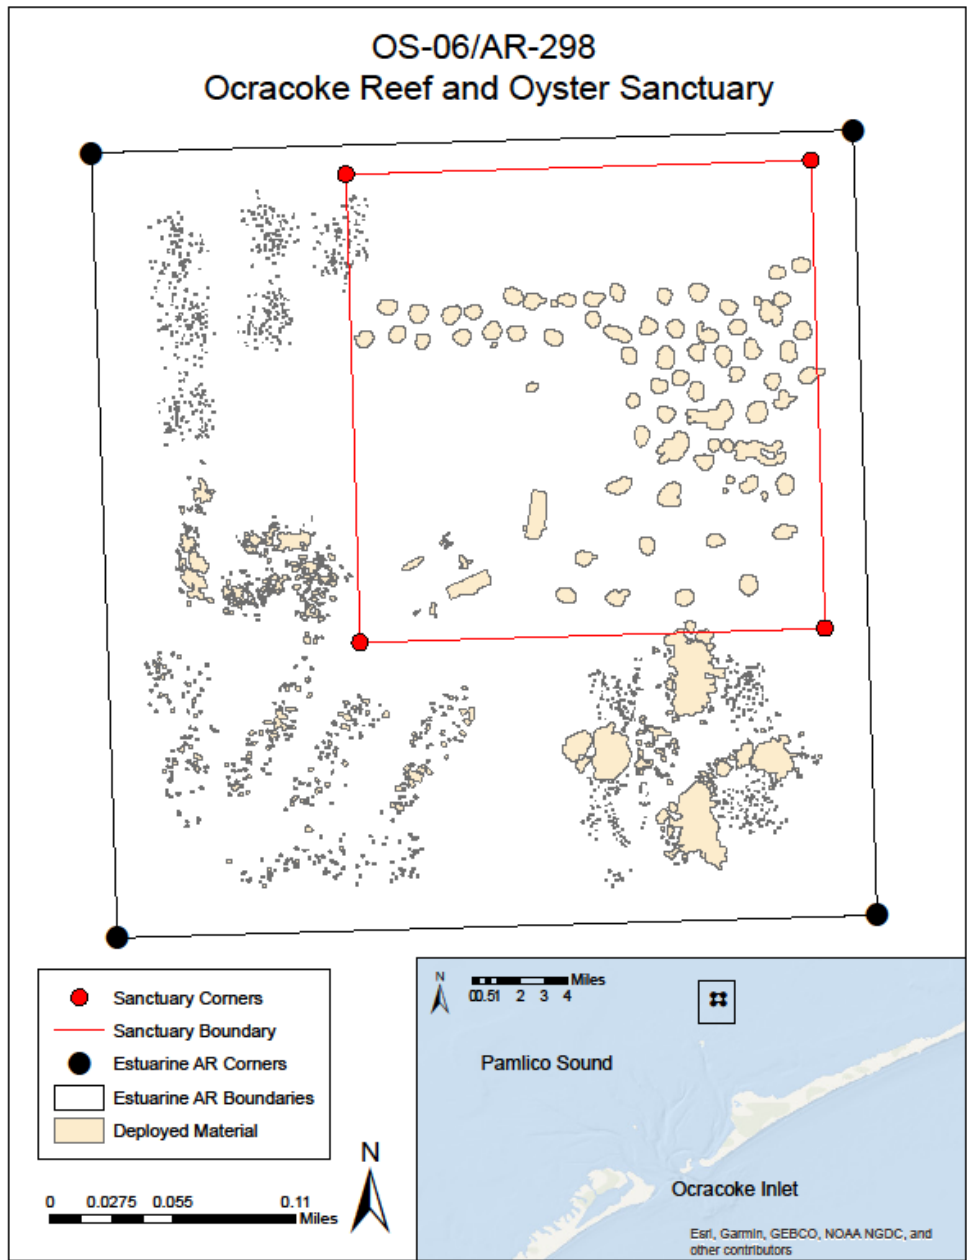 OS-06/AR-298
Ocracoke Reef and Oyster Sanctuary
Sanctuary Corners
Sanctuary Boundary
Estuarine AR Corners
Estuarine AR Boundaries
Deployed Material
N
0 0.0275 0.055 0.11
Miles
N
Miles
00.51 2 3 4
Pamlico Sound
Ocracoke Inlet
Esri, Garmin, GEBCO, NOAA NGDC, and
other contributors